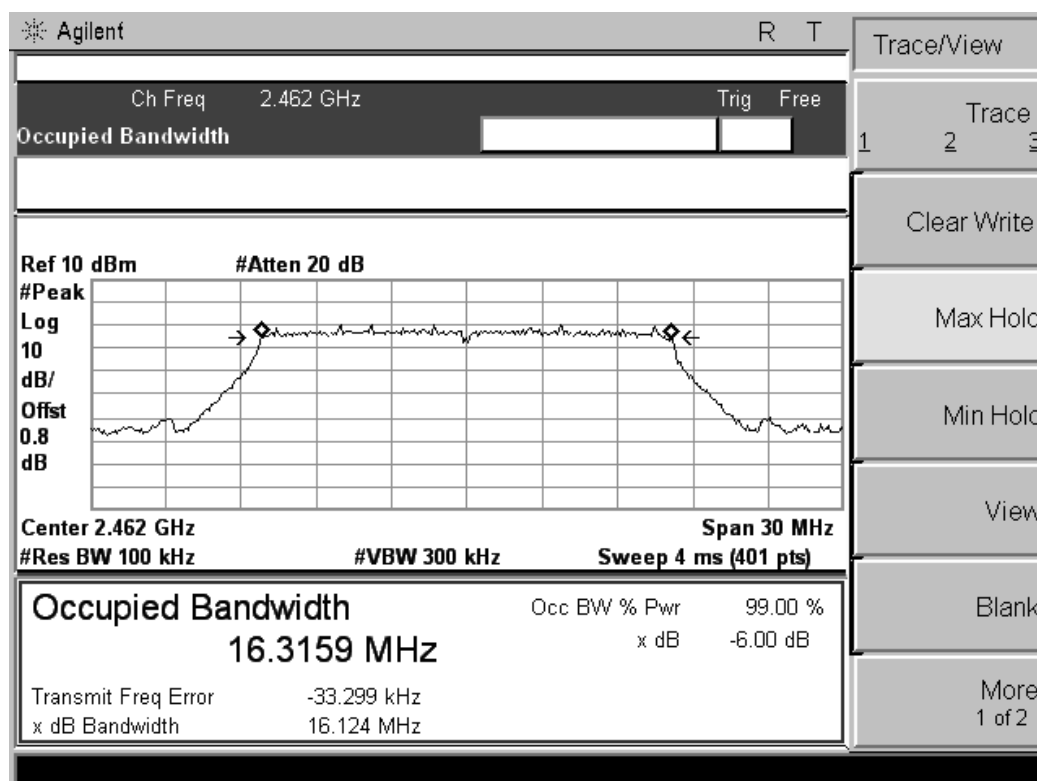 Agilent R T
Trace/View
Ch Freq 2.462 GHz Trig Free
Occupied Bandwidth
Trace
1 2 3
Clear Write
Max Hold
Min Hold
View
Blank
More
1 of 2
Ref 10 dBm #Atten 20 dB
#Peak
Log
10
dB/
Offst
0.8
dB
Center 2.462 GHz Span 30 MHz
#Res BW 100 kHz #VBW 300 kHz Sweep 4 ms (401 pts)
Occupied Bandwidth
16.3159 MHz
Occ BW % Pwr 99.00 %
x dB -6.00 dB
Transmit Freq Error -33.299 kHz
x dB Bandwidth 16.124 MHz